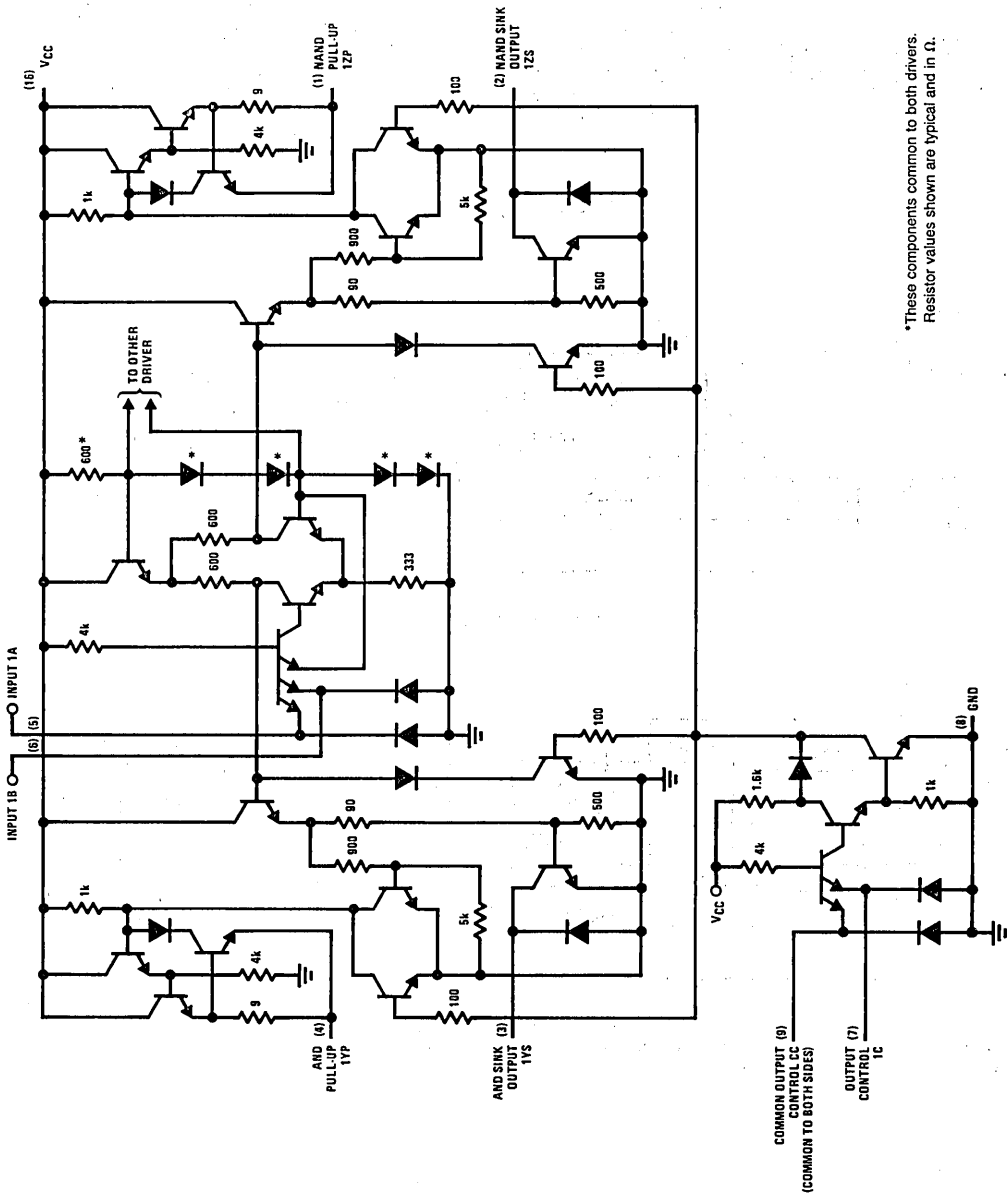 INPUT 1B
INPUT 1A
(6)
(5)
(16)
VCC
1k
4k
9
(4)
AND
PULL-UP
1YP
900
90
100
5k
500
(3)
AND SINK
OUTPUT
1YS
100
4k
600
600
333
600*
*
*
*
*
TO OTHER
DRIVER
1k
4k
9
(1) NAND
PULL-UP
1ZP
900
90
100
5k
500
(2) NAND SINK
OUTPUT
1ZS
100
VCC
4k
1.6k
1k
(8)
GND
COMMON OUTPUT (9)
CONTROL CC
(COMMON TO BOTH SIDES)
OUTPUT (7)
CONTROL
1C
*These components common to both drivers.
Resistor values shown are typical and in Ω.